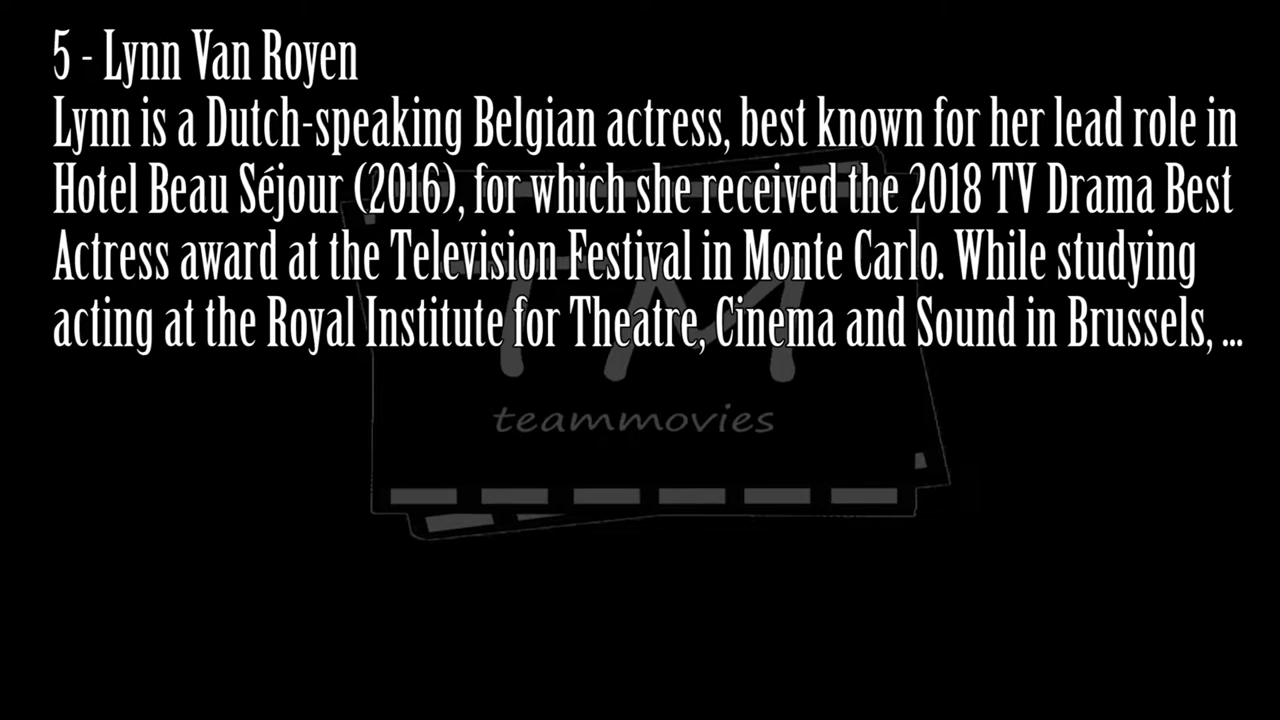 5 - Lynn Van Royen
Lynn is a Dutch-speaking Belgian actress, best known for her lead role in
Hotel Beau Séjour (2016), for which she received the 2018 TV Drama Best
Actress award at the Television Festival in Monte Carlo. While studying
acting at the Royal Institute for Theatre, Cinema and Sound in Brussels, ...
TM
teammovies